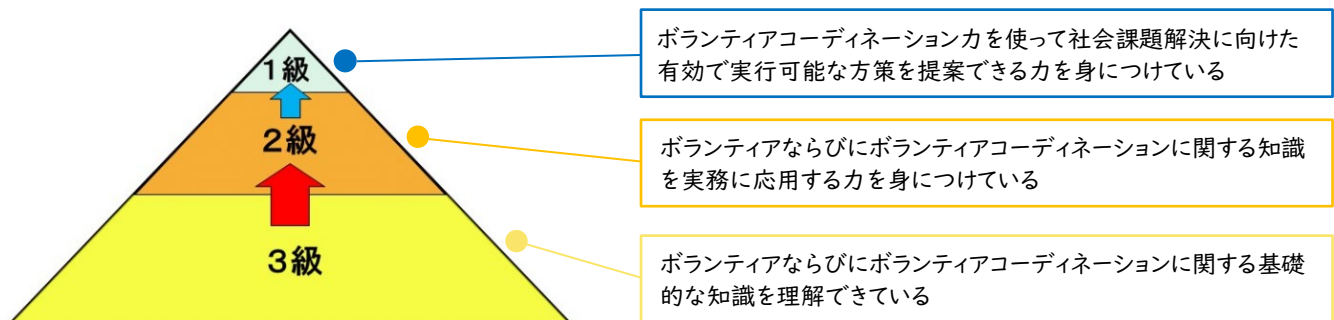 1級
ボランティアコーディネーション力を使って社会課題解決に向けた
有効で実行可能な方策を提案できる力を身につけている
2級
ボランティアならびにボランティアコーディネーションに関する知識
を実務に応用する力を身につけている
3級
ボランティアならびにボランティアコーディネーションに関する基礎
的な知識を理解できている